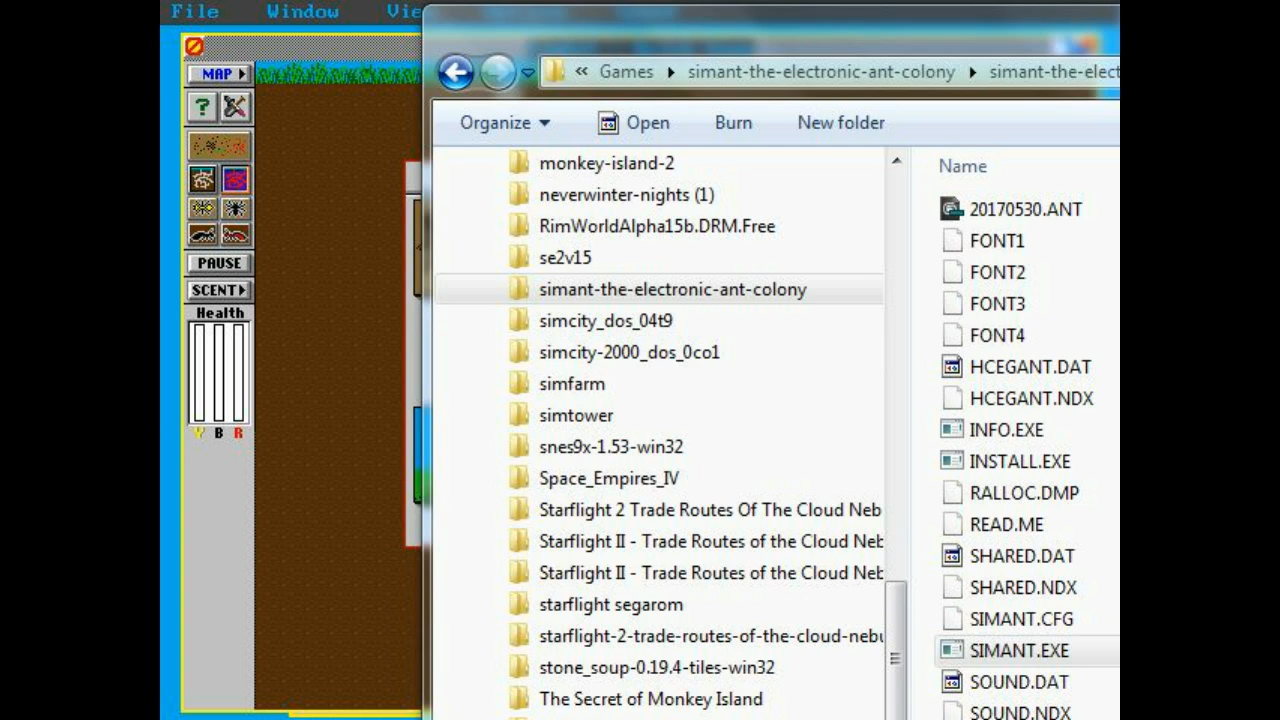 File Window Vie
MAP
?
PAUSE
SCENT
Health
Y B R
« Games simant-the-electronic-ant-colony simant-the-elect
Organize Open Burn New folder
monkey-island-2
neverwinter-nights (1)
RimWorldAlpha15b.DRM.Free
se2v15
simant-the-electronic-ant-colony
simcity_dos_04t9
simcity-2000_dos_0co1
simfarm
simtower
snes9x-1.53-win32
Space_Empires_IV
Starflight 2 Trade Routes Of The Cloud Neb
Starflight II - Trade Routes of the Cloud Neb
Starflight II - Trade Routes of the Cloud Neb
starflight segarom
starflight-2-trade-routes-of-the-cloud-nebu
stone_soup-0.19.4-tiles-win32
The Secret of Monkey Island
Name
20170530.ANT
FONT1
FONT2
FONT3
FONT4
HCEGANT.DAT
HCEGANT.NDX
INFO.EXE
INSTALL.EXE
RALLOC.DMP
READ.ME
SHARED.DAT
SHARED.NDX
SIMANT.CFG
SIMANT.EXE
SOUND.DAT
SOUND.NDX